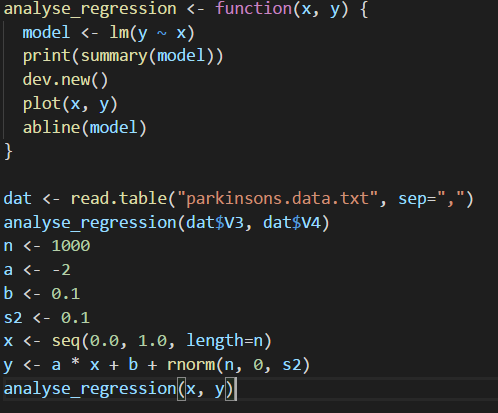 analyse_regression <- function(x, y) {
  model <- lm(y ~ x)
  print(summary(model))
  dev.new()
  plot(x, y)
  abline(model)
}

dat <- read.table("parkinsons.data.txt", sep=",")
analyse_regression(dat$V3, dat$V4)
n <- 1000
a <- -2
b <- 0.1
s2 <- 0.1
x <- seq(0.0, 1.0, length=n)
y <- a * x + b + rnorm(n, 0, s2)
analyse_regression(x, y)